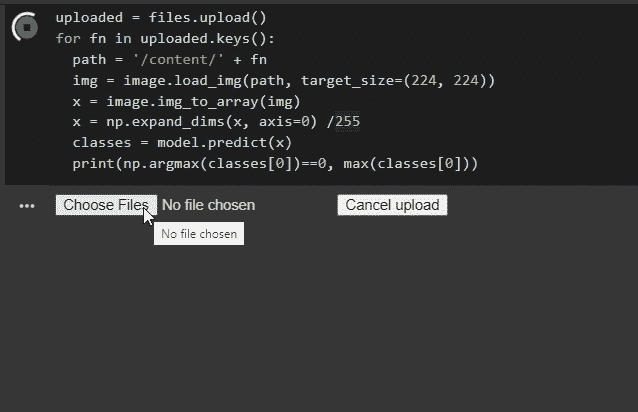 uploaded = files.upload()
for fn in uploaded.keys():
  path = '/content/' + fn
  img = image.load_img(path, target_size=(224, 224))
  x = image.img_to_array(img)
  x = np.expand_dims(x, axis=0) /255
  classes = model.predict(x)
  print(np.argmax(classes[0])==0, max(classes[0]))
Choose Files No file chosen Cancel upload
No file chosen